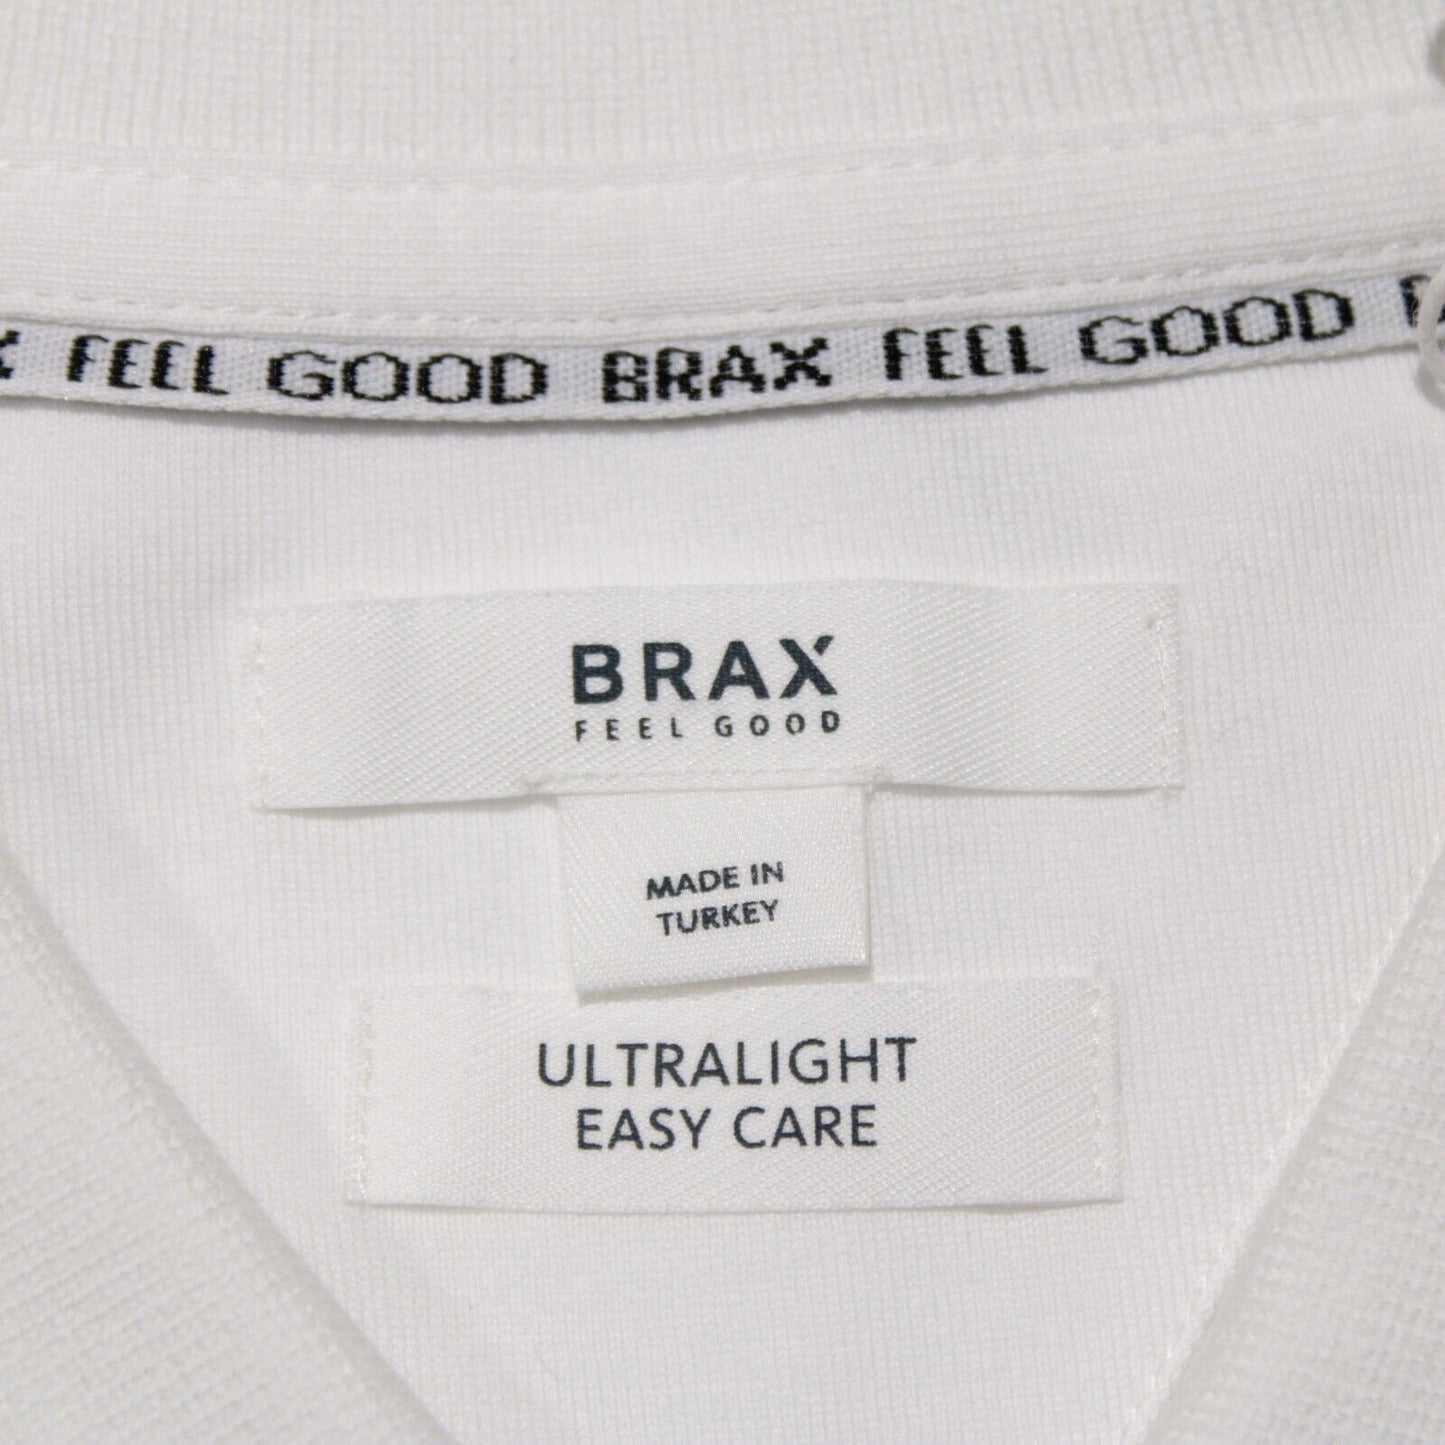 FEEL GOOD BRAX FEEL GOOD
BRAX
FEEL GOOD
MADE IN
TURKEY
ULTRALIGHT
EASY CARE